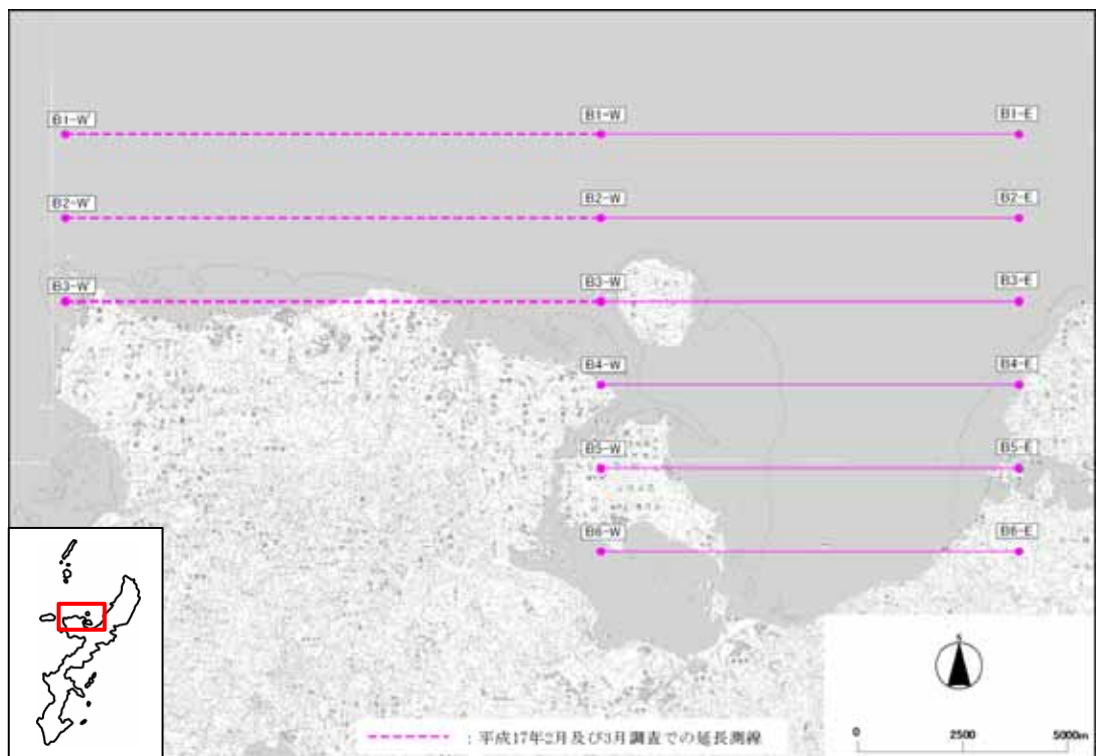 B1-W' B1-W B1-E
B2-W' B2-W B2-E
B3-W' B3-W B3-E
B4-W B4-E
B5-W B5-E
B6-W B6-E
N
0 2500 5000m
：平成17年2月及び3月調査での延長測線